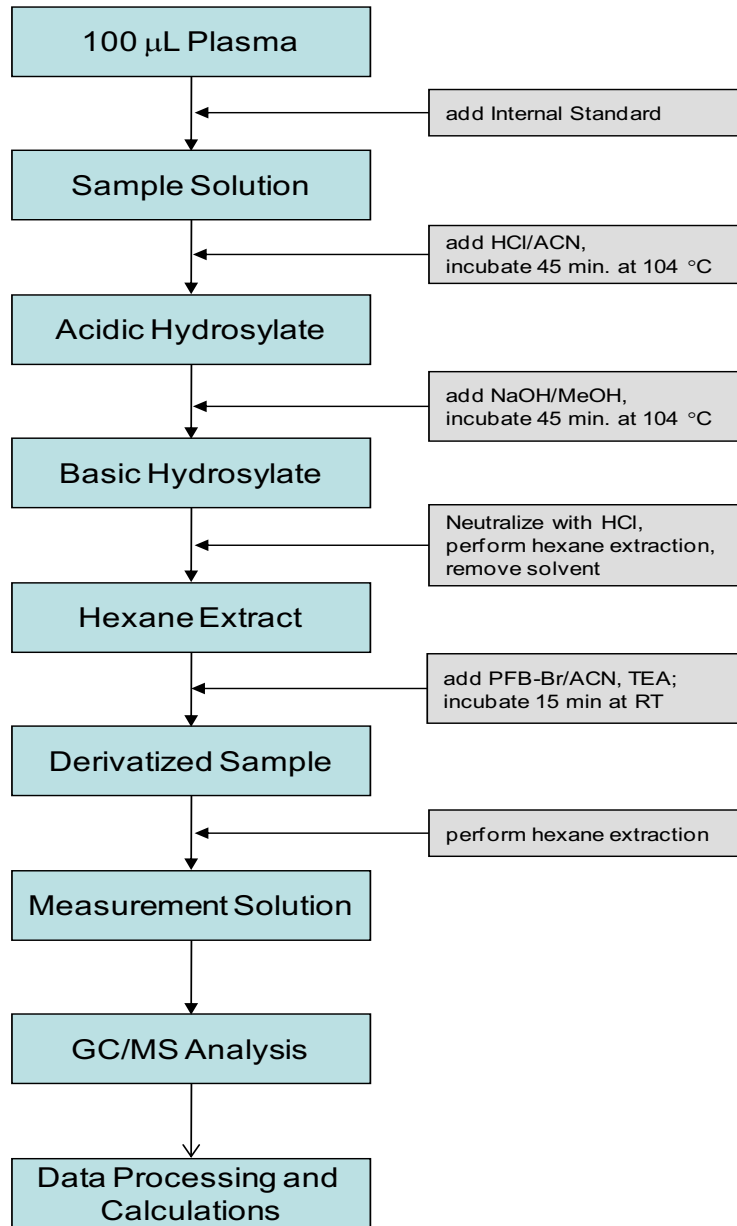 100 μL Plasma
add Internal Standard
Sample Solution
add HCl/ACN,
incubate 45 min. at 104 °C
Acidic Hydrosylate
add NaOH/MeOH,
incubate 45 min. at 104 °C
Basic Hydrosylate
Neutralize with HCl,
perform hexane extraction,
remove solvent
Hexane Extract
add PFB-Br/ACN, TEA;
incubate 15 min at RT
Derivatized Sample
perform hexane extraction
Measurement Solution
GC/MS Analysis
Data Processing and
Calculations